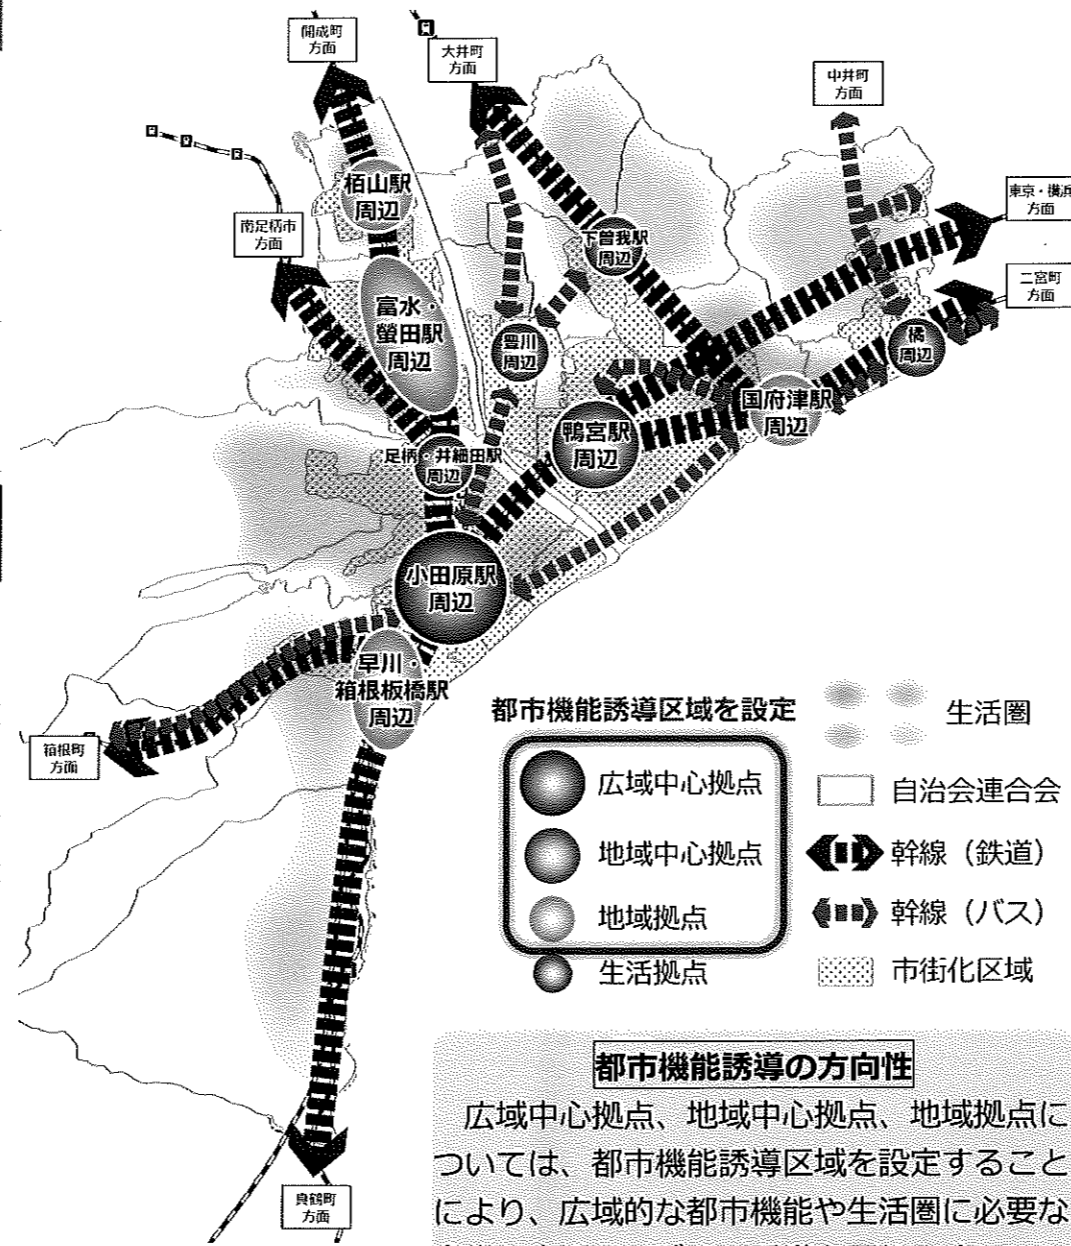 開成町
方面
大井町
方面
中井町
方面
東京・横浜
方面
二宮町
方面
南足柄市
方面
栢山駅
周辺
下曽我駅
周辺
富水・
螢田駅
周辺
豊川
周辺
橘
周辺
国府津駅
周辺
鴨宮駅
周辺
足柄・井細田駅
周辺
小田原駅
周辺
早川・
箱根板橋駅
周辺
箱根町
方面
真鶴町
方面
都市機能誘導区域を設定
広域中心拠点
地域中心拠点
地域拠点
生活拠点
生活圏
自治会連合会
幹線（鉄道）
幹線（バス）
市街化区域
都市機能誘導の方向性
広域中心拠点、地域中心拠点、地域拠点に
ついては、都市機能誘導区域を設定すること
により、広域的な都市機能や生活圏に必要な